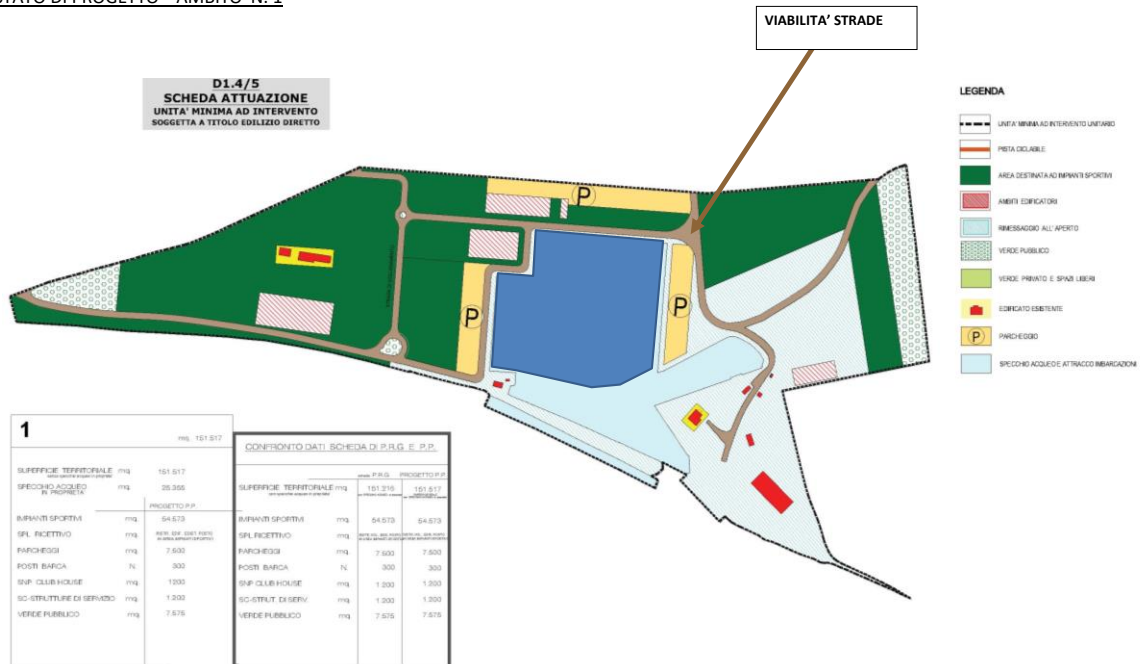 STATO DI PROGETTO – AMBITO N. 1
VIABILITA’ STRADE
D1.4/5
SCHEDA ATTUAZIONE
UNITA' MINIMA AD INTERVENTO
SOGGETTA A TITOLO EDILIZIO DIRETTO
LEGENDA
UNITA' MINIMA AD INTERVENTO UNITARIO
PISTA CICLABILE
AREA DESTINATA AD IMPIANTI SPORTIVI
AMBITI EDIFICATORI
RIMESSAGGIO ALL' APERTO
VERDE PUBBLICO
VERDE PRIVATO E SPAZI LIBERI
EDIFICATO ESISTENTE
P PARCHEGGIO
SPECCHIO ACQUEO E ATTRACCO IMBARCAZIONI
P
P
P
1
mq. 151.517
SUPERFICIE TERRITORIALE mq. 151.517
SPECCHIO ACQUEO mq.
IN PROPRIETA'
PROGETTO P.P.
IMPIANTI SPORTIVI mq. 54.573
SPL RICETTIVO mq.
PARCHEGGI mq. 7.500
POSTI BARCA N. 300
SNP CLUB HOUSE mq. 1200
SC-STRUTTURE DI SERVIZIO mq. 1.200
VERDE PUBBLICO mq. 7.575
CONFRONTO DATI SCHEDA DI P.R.G. E P.P.
P.R.G. PROGETTO P.P.
SUPERFICIE TERRITORIALE mq. 151.517
IMPIANTI SPORTIVI mq. 54.573 54.573
SPL RICETTIVO mq.
PARCHEGGI mq. 7.500 7.500
POSTI BARCA N. 300 300
SNP CLUB HOUSE mq. 1.200 1.200
SC-STRUT. DI SERV. mq. 1.200 1.200
VERDE PUBBLICO mq. 7.575 7.575